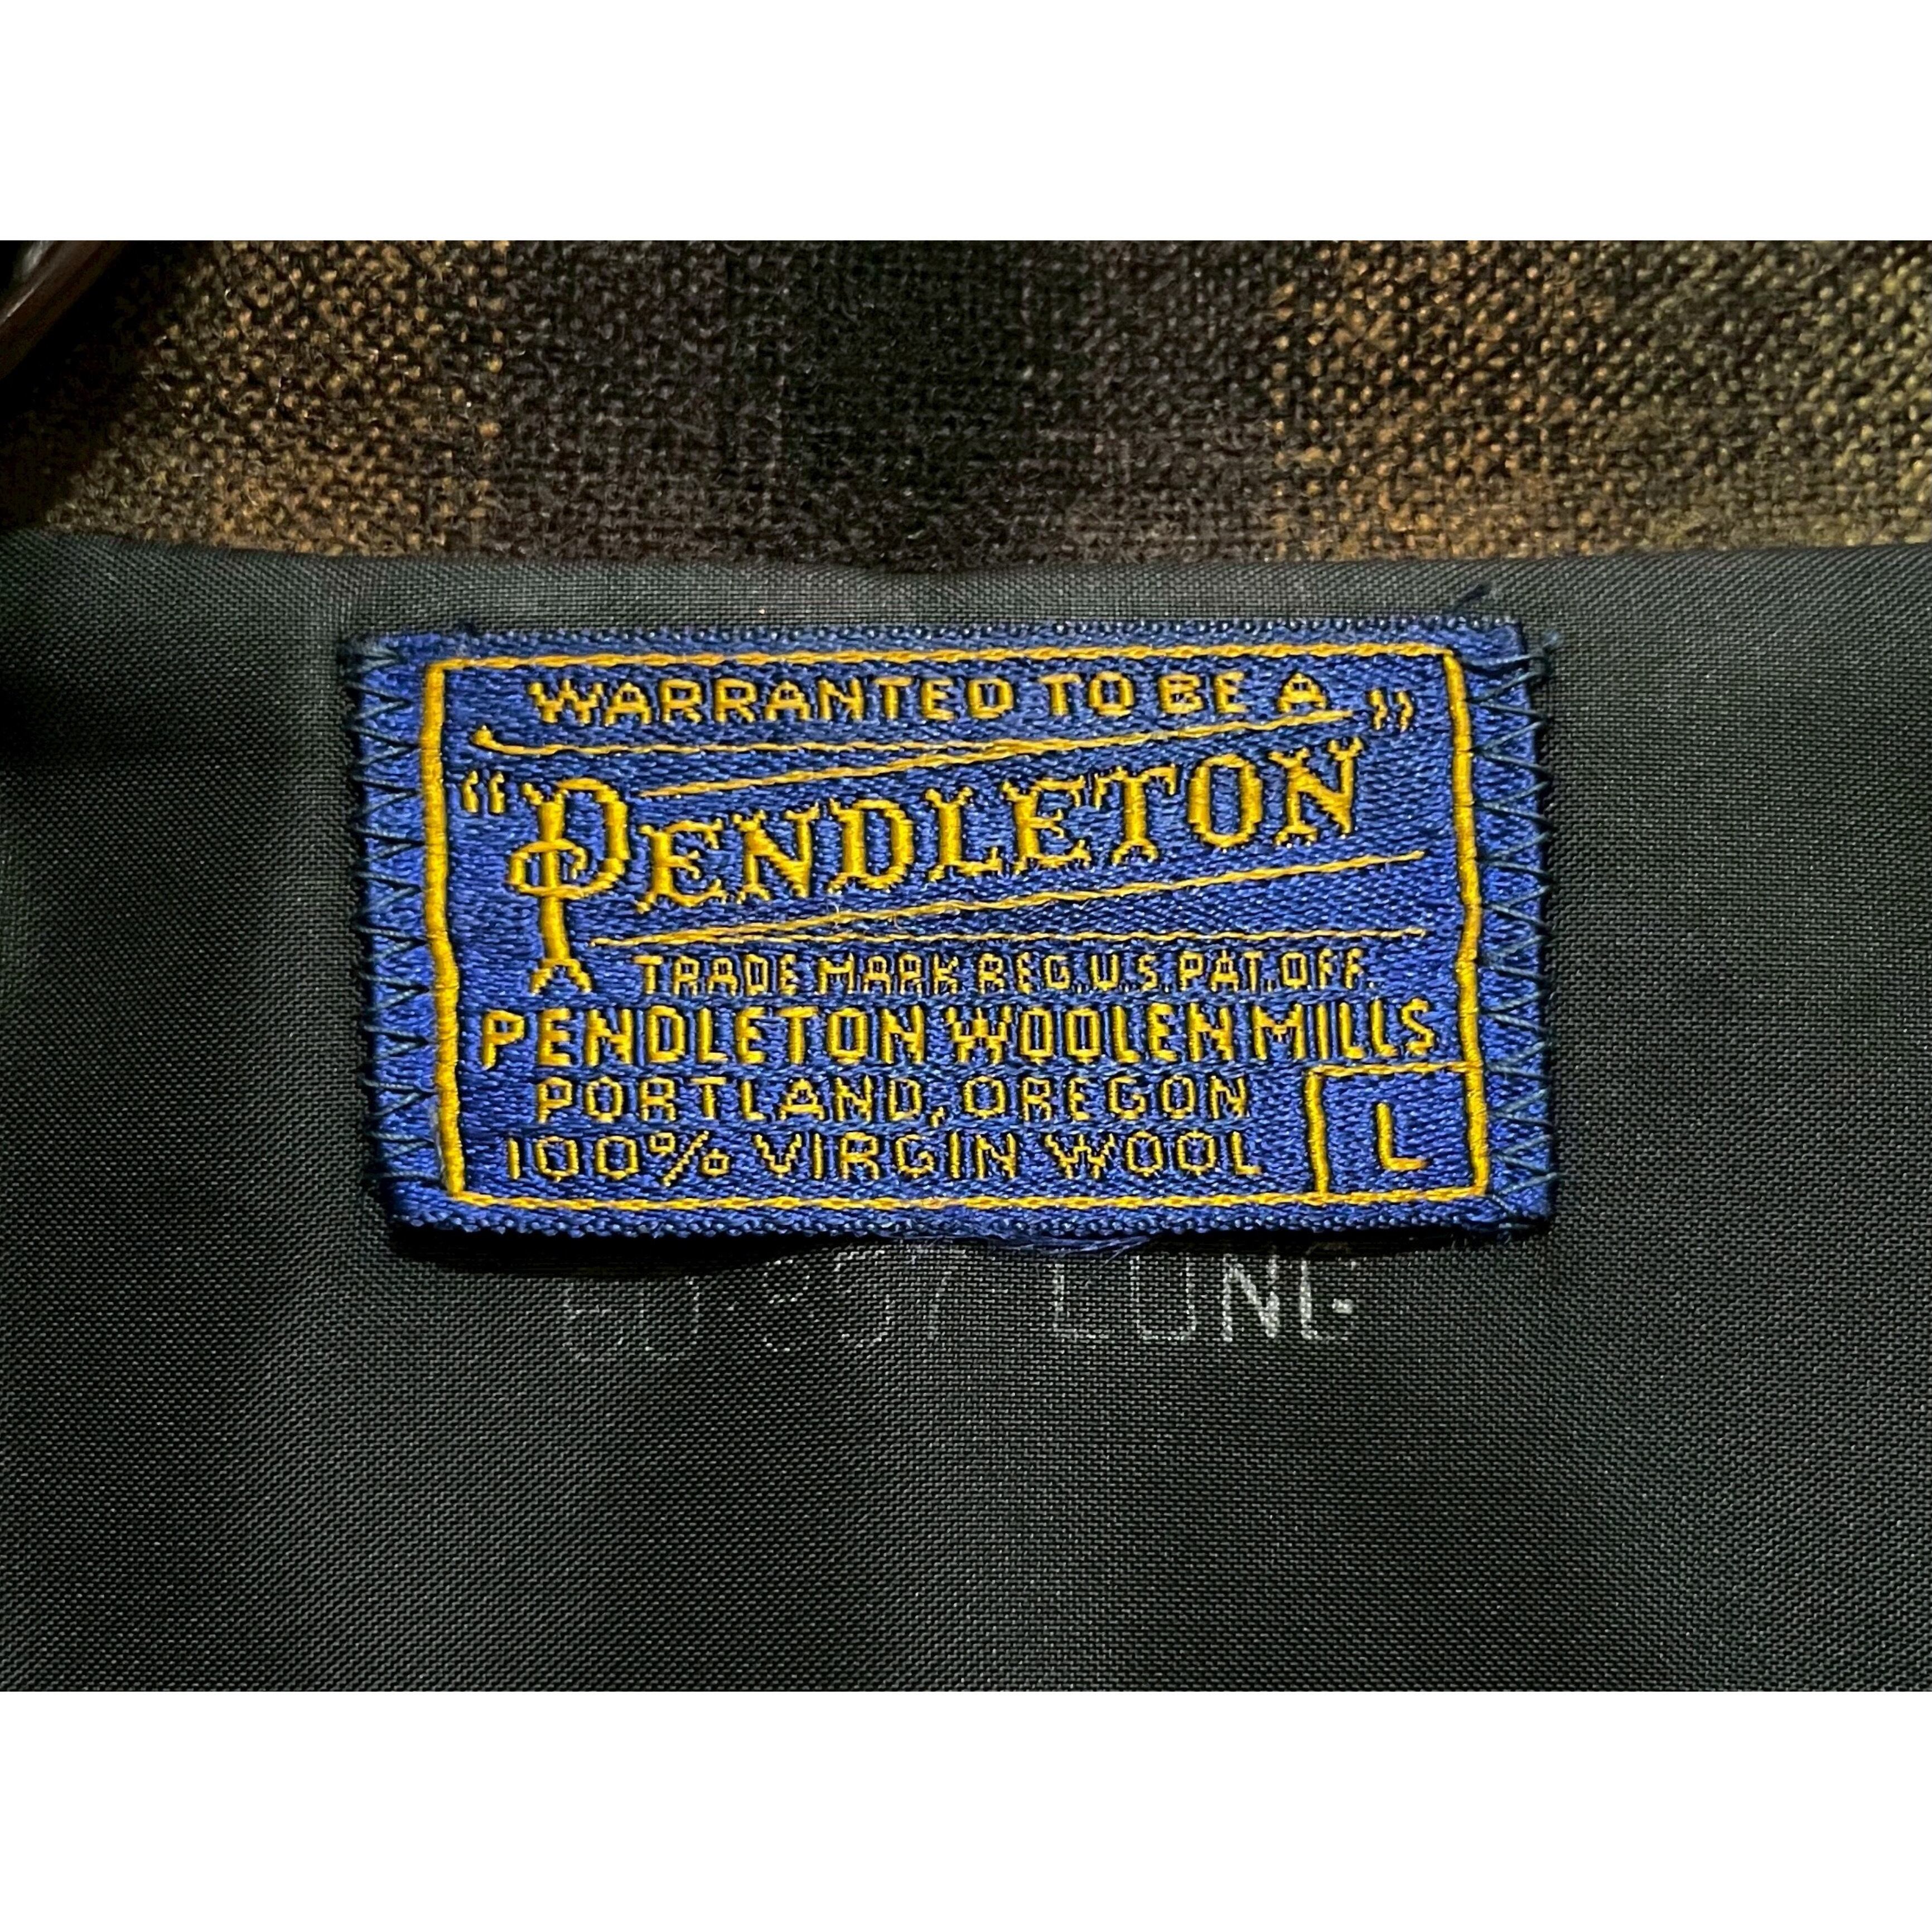 WARRANTED TO BE A
"PENDLETON"
TRADE MARK REG. U.S. PAT. OFF.
PENDLETON WOOLEN MILLS
PORTLAND, OREGON
100% VIRGIN WOOL
L